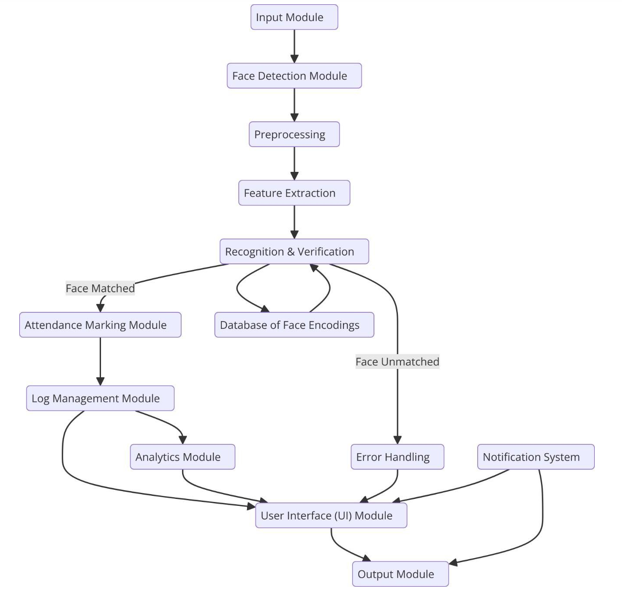 Input Module
Face Detection Module
Preprocessing
Feature Extraction
Recognition & Verification
Face Matched
Attendance Marking Module
Database of Face Encodings
Face Unmatched
Log Management Module
Analytics Module
Error Handling
Notification System
User Interface (UI) Module
Output Module